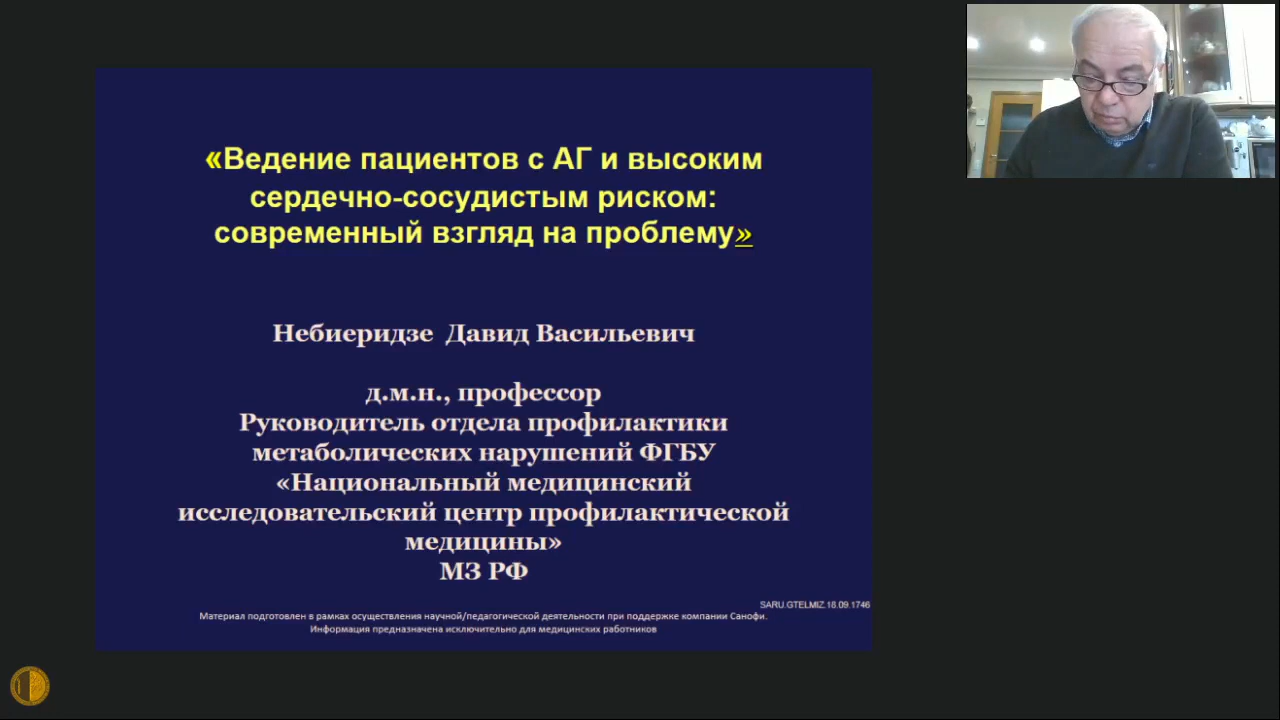 «Ведение пациентов с АГ и высоким
сердечно-сосудистым риском:
современный взгляд на проблему»
Небиеридзе Давид Васильевич
д.м.н., профессор
Руководитель отдела профилактики
метаболических нарушений ФГБУ
«Национальный медицинский
исследовательский центр профилактической
медицины»
МЗ РФ
SARU.GTELMIZ.18.09.1746
Материал подготовлен в рамках осуществления научной/педагогической деятельности при поддержке компании Санофи.
Информация предназначена исключительно для медицинских работников